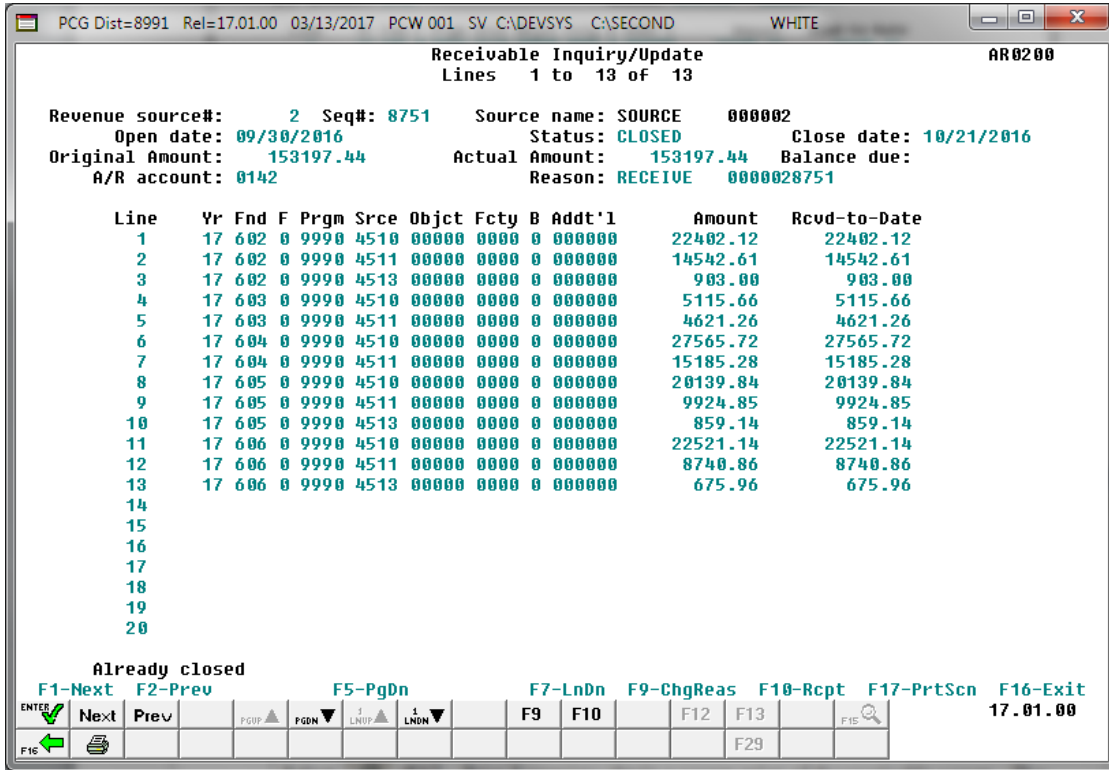 PCG Dist=8991 Rel=17.01.00 03/13/2017 PCW 001 SV C:\DEVSYS C:\SECOND WHITE
Receivable Inquiry/Update AR0200
Lines 1 to 13 of 13
Revenue source#: 2 Seq#: 8751 Source name: SOURCE 000002
Open date: 09/30/2016 Status: CLOSED Close date: 10/21/2016
Original Amount: 153197.44 Actual Amount: 153197.44 Balance due:
A/R account: 0142 Reason: RECEIVE 0000028751
Line Yr Fnd F Prgm Srce Objct Fcty B Addt'l Amount Rcvd-to-Date
1 17 602 0 9990 4510 00000 0000 0 000000 22402.12 22402.12
2 17 602 0 9990 4511 00000 0000 0 000000 14542.61 14542.61
3 17 602 0 9990 4513 00000 0000 0 000000 903.00 903.00
4 17 603 0 9990 4510 00000 0000 0 000000 5115.66 5115.66
5 17 603 0 9990 4511 00000 0000 0 000000 4621.26 4621.26
6 17 604 0 9990 4510 00000 0000 0 000000 27565.72 27565.72
7 17 604 0 9990 4511 00000 0000 0 000000 15185.28 15185.28
8 17 605 0 9990 4510 00000 0000 0 000000 20139.84 20139.84
9 17 605 0 9990 4511 00000 0000 0 000000 9924.85 9924.85
10 17 605 0 9990 4513 00000 0000 0 000000 859.14 859.14
11 17 606 0 9990 4510 00000 0000 0 000000 22521.14 22521.14
12 17 606 0 9990 4511 00000 0000 0 000000 8740.86 8740.86
13 17 606 0 9990 4513 00000 0000 0 000000 675.96 675.96
14
15
16
17
18
19
20
Already closed
F1-Next F2-Prev F5-PgDn F7-LnDn F9-ChgReas F10-Rcpt F17-PrtScn F16-Exit
ENTER Next Prev PGUP PGDN 1 LNUP 1 LNDN F9 F10 F12 F13 F15 17.01.00
F16 F29